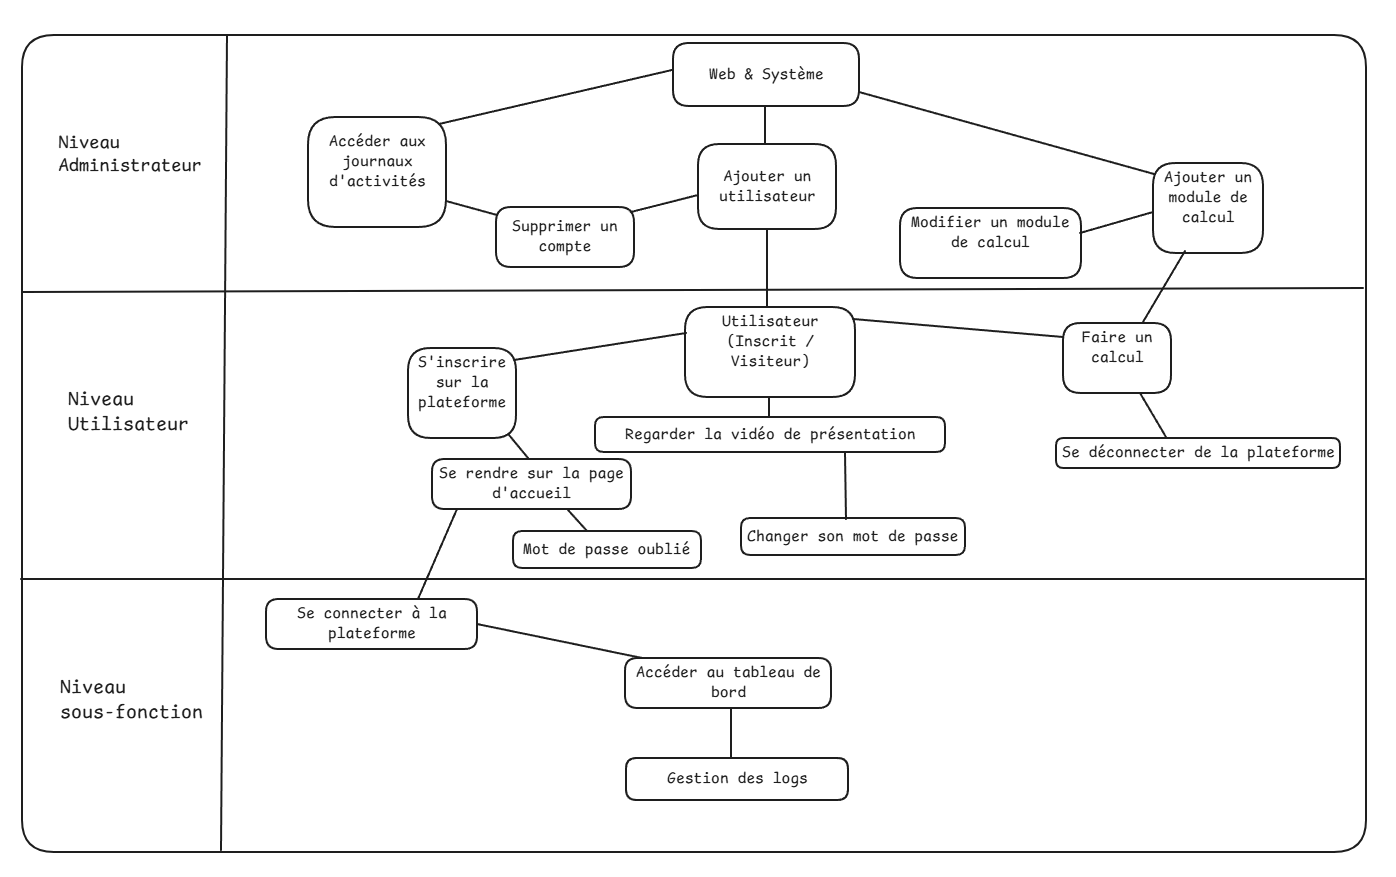 Web & Système
Niveau
Administrateur
Accéder aux
journaux
d'activités
Ajouter un
utilisateur
Supprimer un
compte
Modifier un module
de calcul
Ajouter un
module de
calcul
Niveau
Utilisateur
Utilisateur
(Inscrit /
Visiteur)
S'inscrire
sur la
plateforme
Faire un
calcul
Regarder la vidéo de présentation
Se déconnecter de la plateforme
Se rendre sur la page
d'accueil
Mot de passe oublié
Changer son mot de passe
Niveau
sous-fonction
Se connecter à la
plateforme
Accéder au tableau de
bord
Gestion des logs